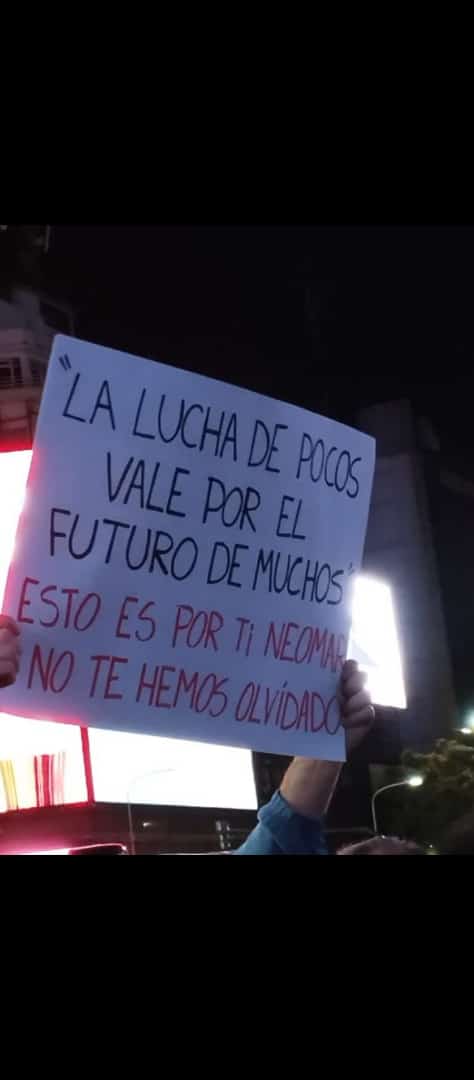 "LA LUCHA DE POCOS
VALE POR EL
FUTURO DE MUCHOS"
ESTO ES POR Ti NEOMAR
NO TE HEMOS OLViDADO